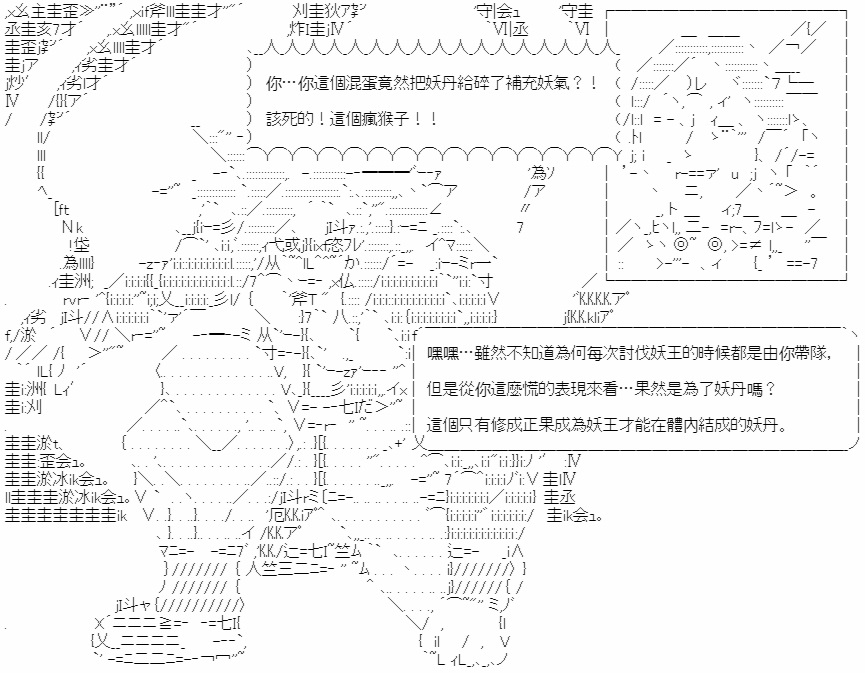 你…你這個混蛋竟然把妖丹給碎了補充妖氣？！
該死的！這個瘋猴子！！
嘿嘿…雖然不知道為何每次討伐妖王的時候都是由你帶隊，
但是從你這麼慌的表現來看…果然是為了妖丹嗎？
這個只有修成正果成為妖王才能在體內結成的妖丹。